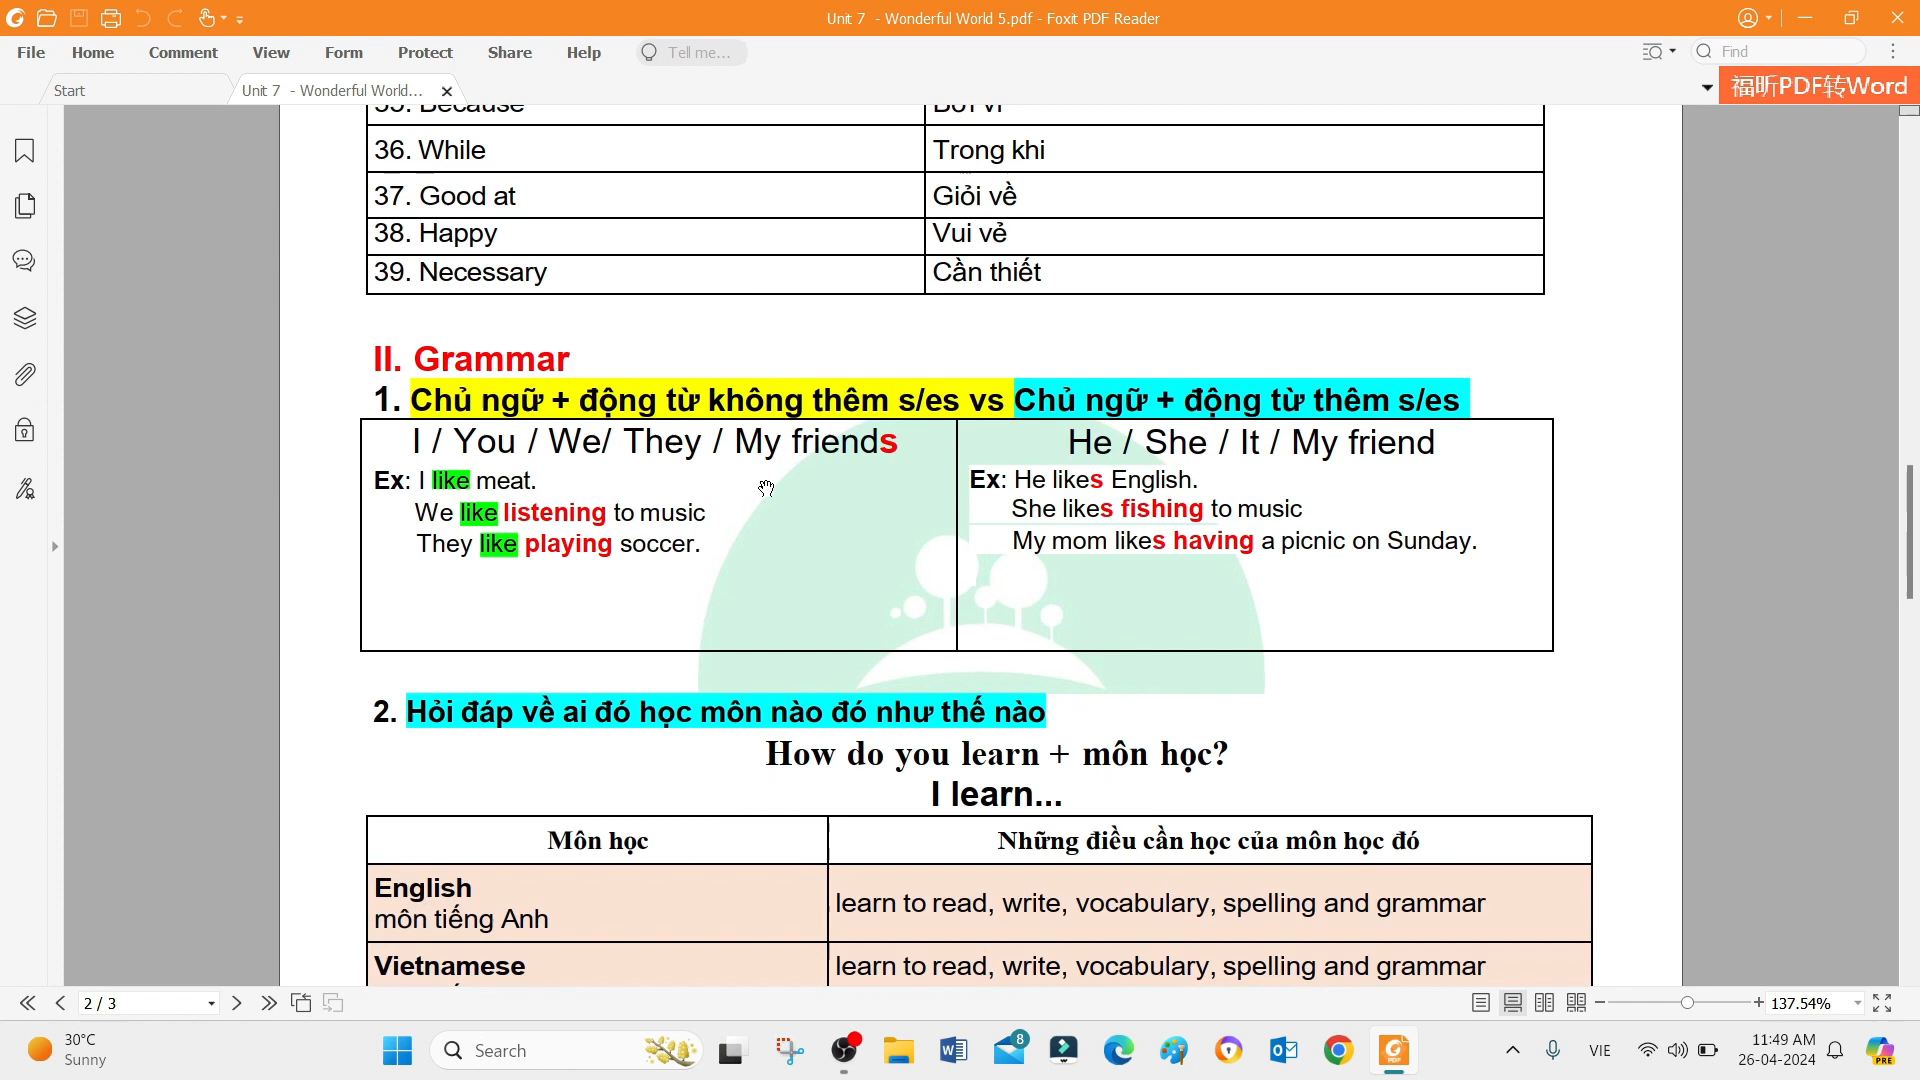 Unit 7 - Wonderful World 5.pdf - Foxit PDF Reader
File Home Comment View Form Protect Share Help Tell me... Find
Start Unit 7 - Wonderful World... 福昕PDF转Word
36. While Trong khi
37. Good at Giỏi về
38. Happy Vui vẻ
39. Necessary Cần thiết
II. Grammar
1. Chủ ngữ + động từ không thêm s/es vs Chủ ngữ + động từ thêm s/es
I / You / We/ They / My friends
Ex: I like meat.
We like listening to music
They like playing soccer.
He / She / It / My friend
Ex: He likes English.
She likes fishing to music
My mom likes having a picnic on Sunday.
2. Hỏi đáp về ai đó học môn nào đó như thế nào
How do you learn + môn học?
I learn...
Môn học Những điều cần học của môn học đó
English
môn tiếng Anh
learn to read, write, vocabulary, spelling and grammar
Vietnamese learn to read, write, vocabulary, spelling and grammar
2 / 3 137.54%
30°C
Sunny
Search
8
VIE
11:49 AM
26-04-2024
PRE